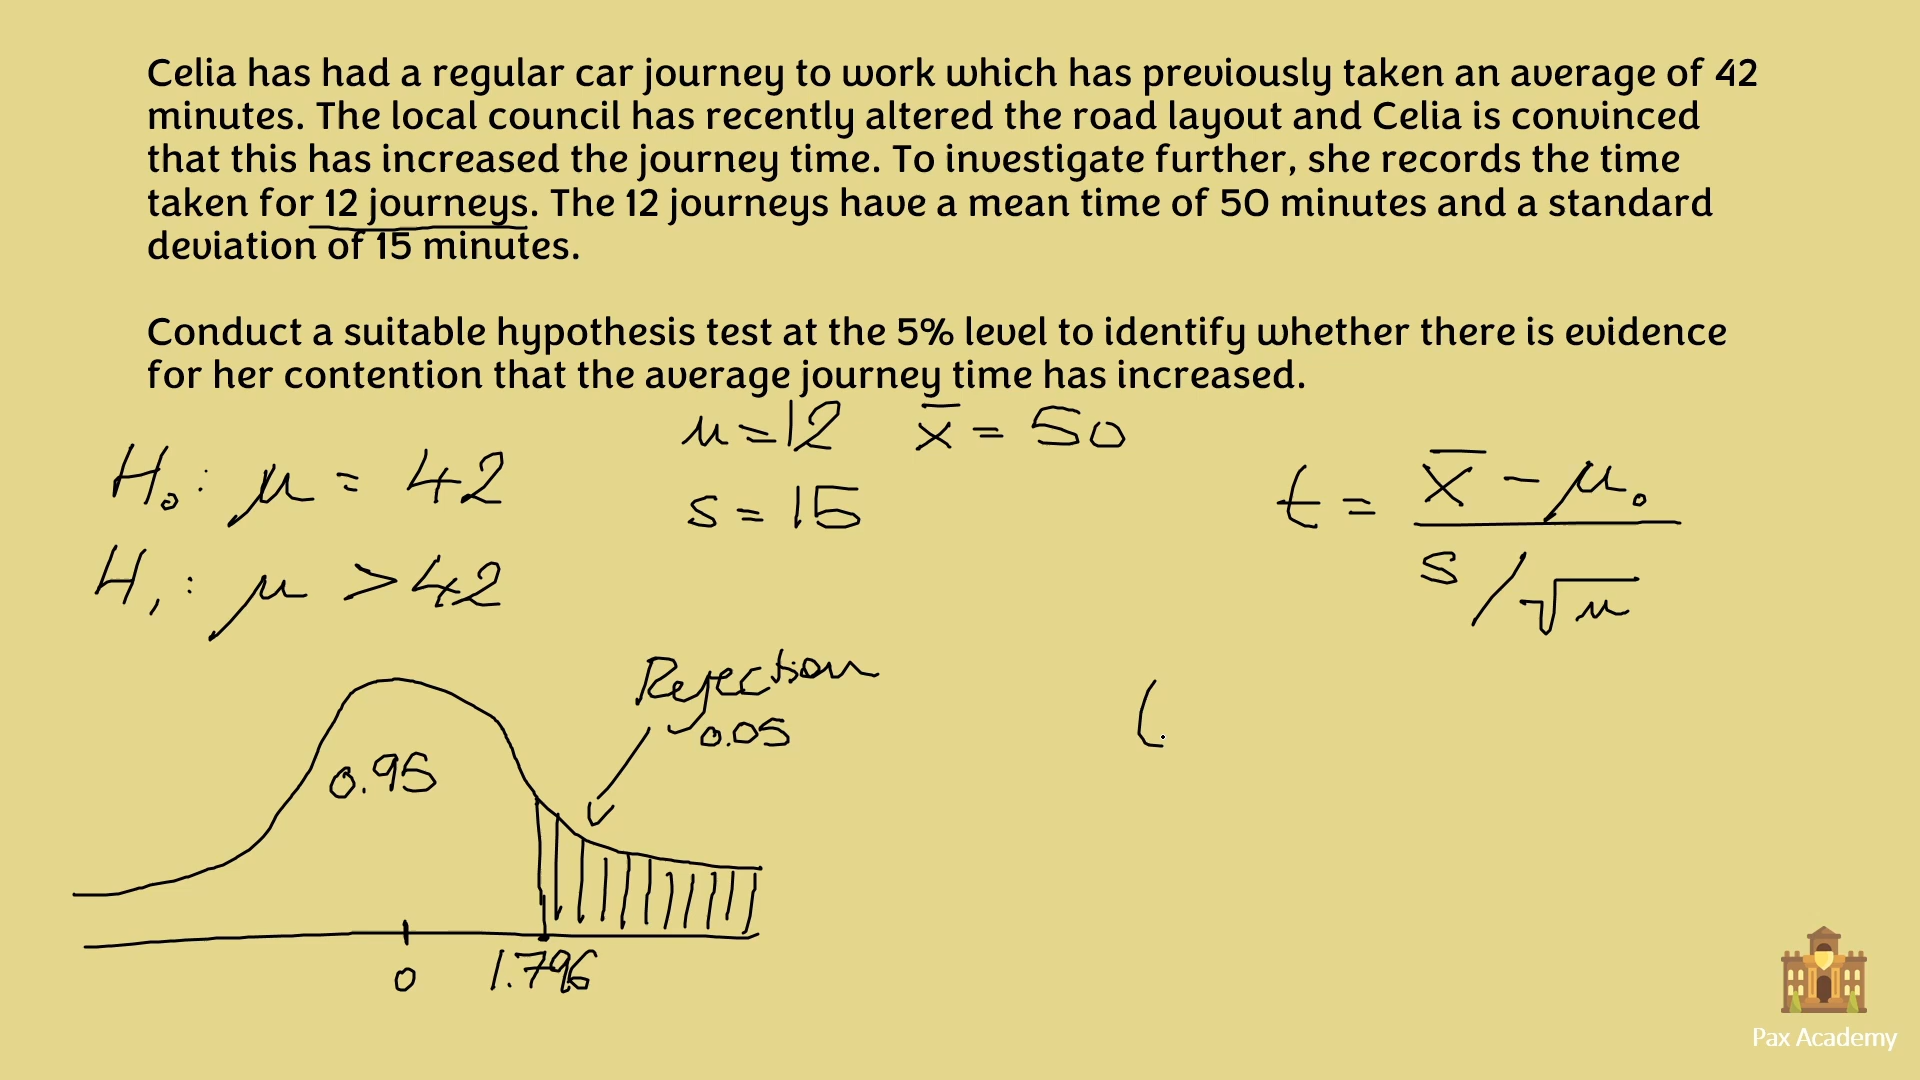 Celia has had a regular car journey to work which has previously taken an average of 42
minutes. The local council has recently altered the road layout and Celia is convinced
that this has increased the journey time. To investigate further, she records the time
taken for 12 journeys. The 12 journeys have a mean time of 50 minutes and a standard
deviation of 15 minutes.
Conduct a suitable hypothesis test at the 5% level to identify whether there is evidence
for her contention that the average journey time has increased.
n = 12 x̄ = 50
s = 15
H₀ : μ = 42
H₁ : μ > 42
t = (x̄ - μ₀) / (s/√n)
Rejection
0.05
0.95
(
0 1.796
Pax Academy